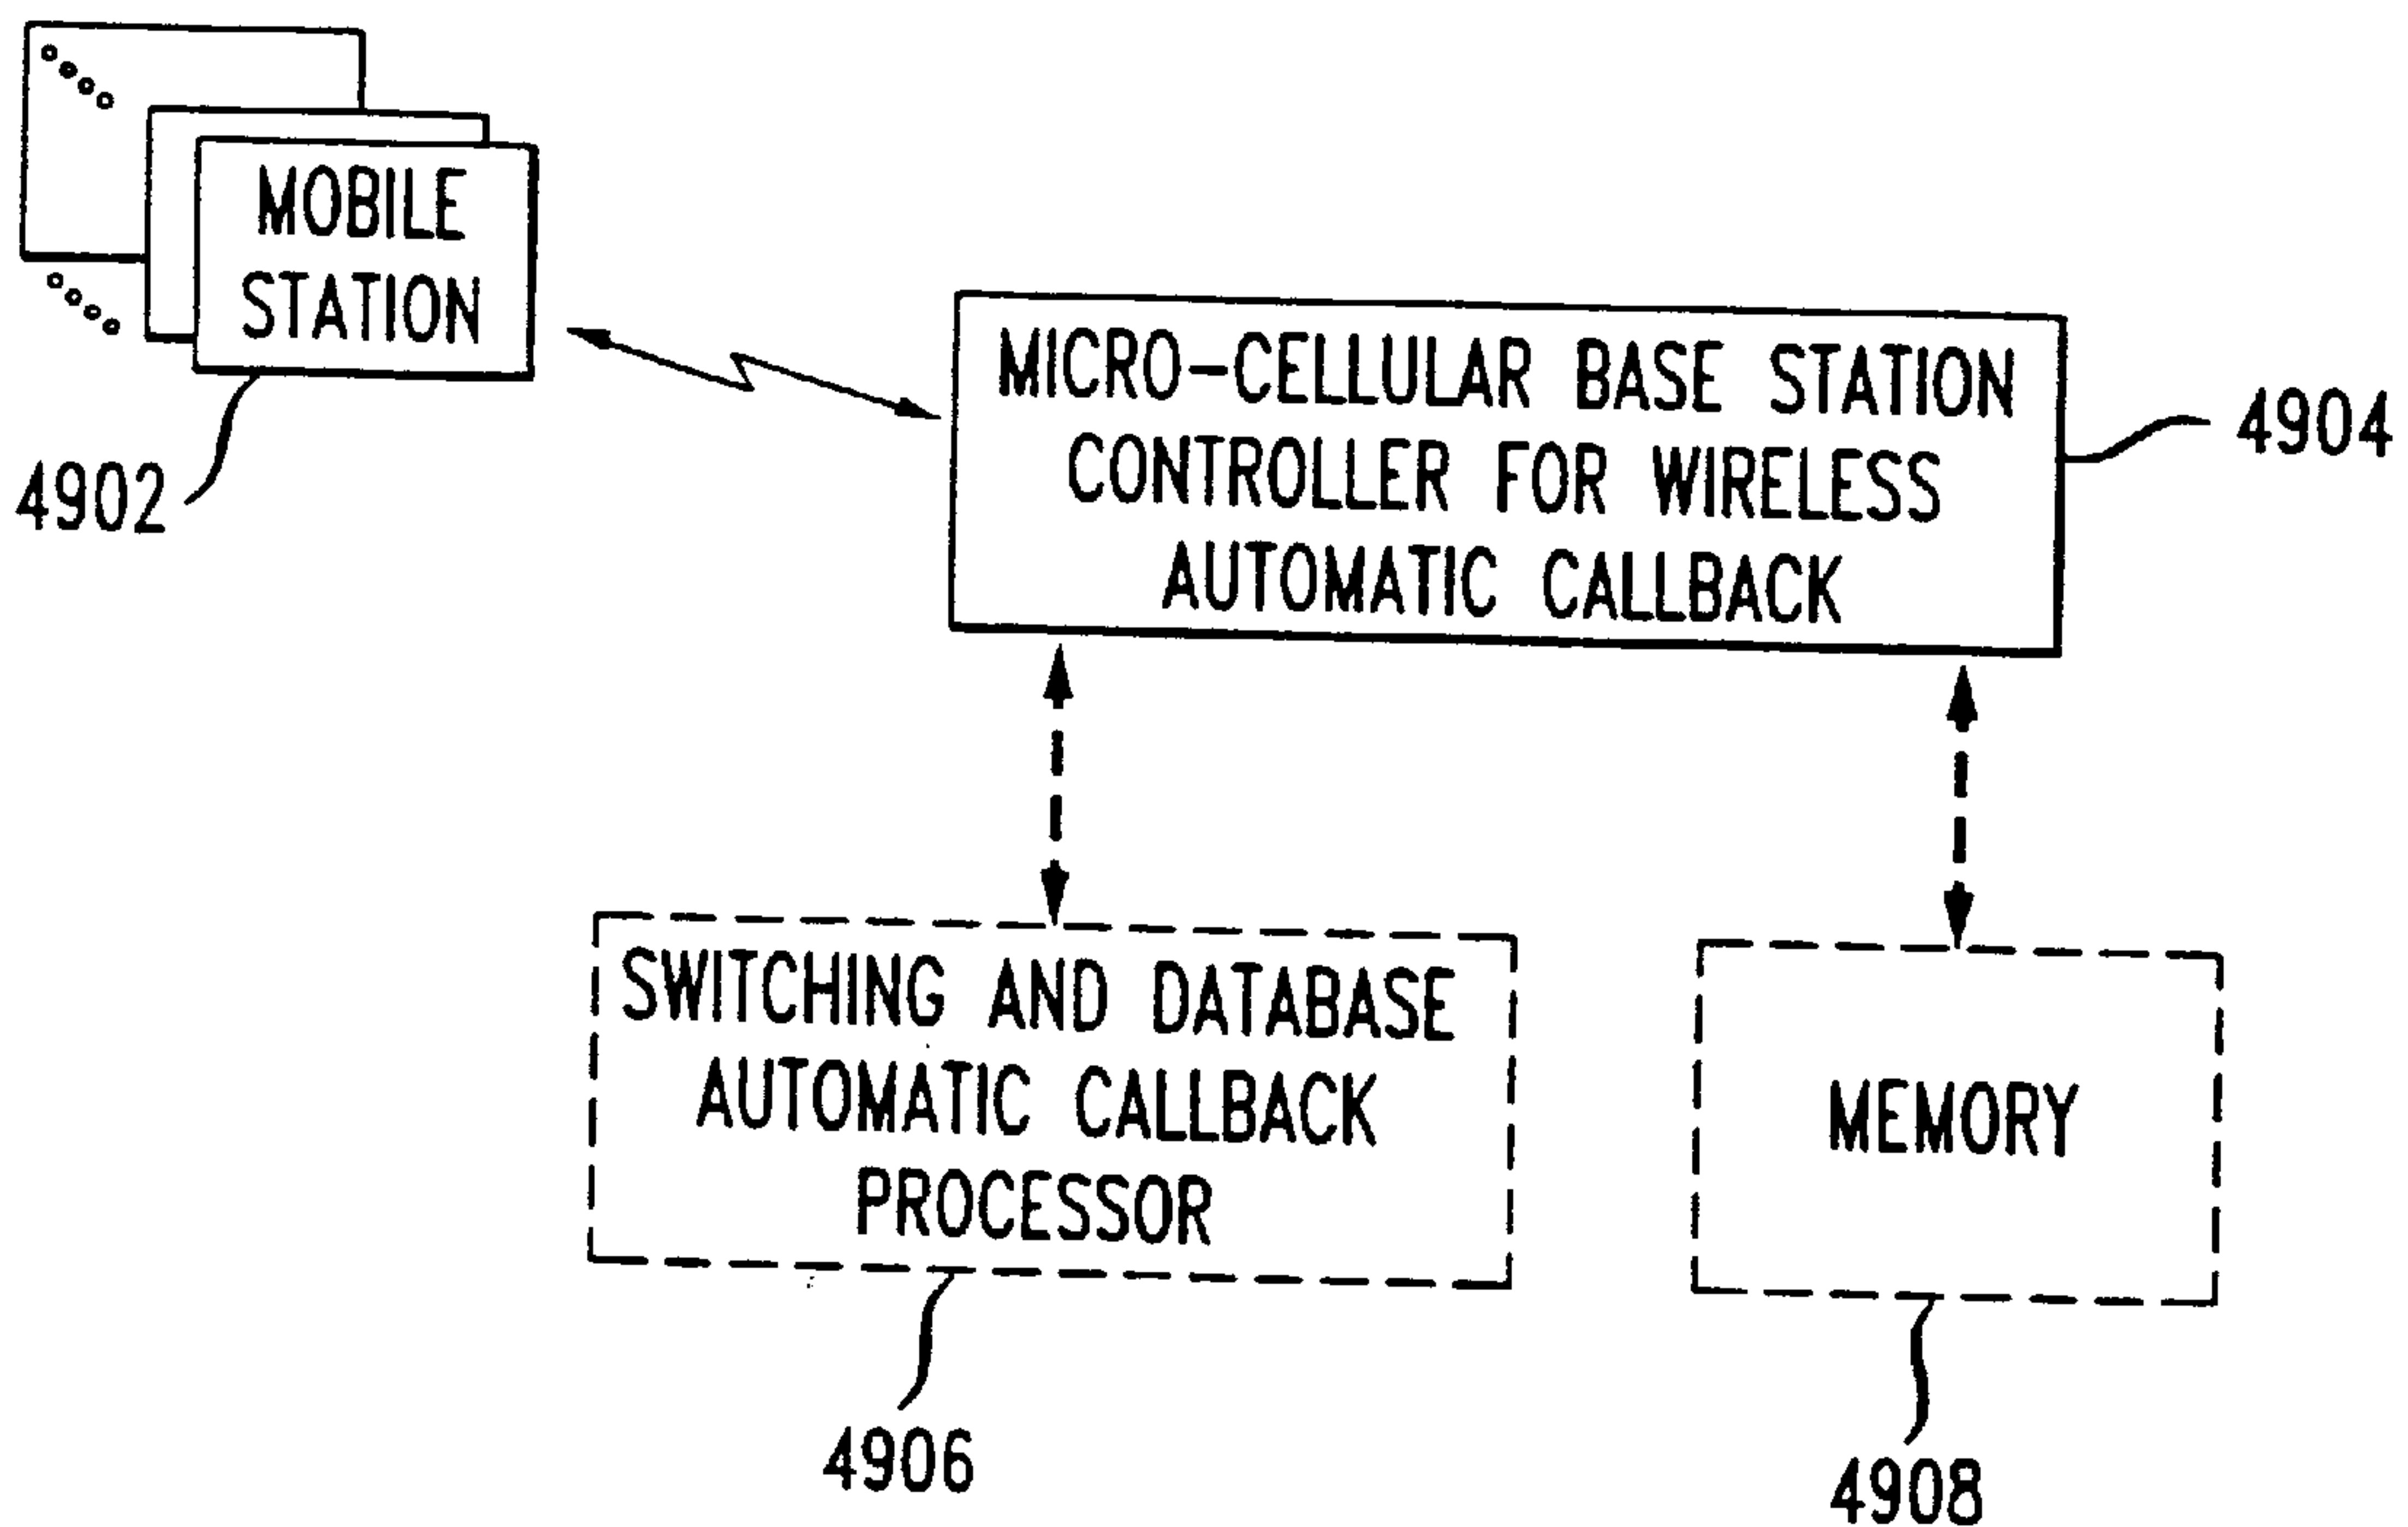 MOBILE
STATION
4902
MICRO-CELLULAR BASE STATION
CONTROLLER FOR WIRELESS
AUTOMATIC CALLBACK
4904
SWITCHING AND DATABASE
AUTOMATIC CALLBACK
PROCESSOR
4906
MEMORY
4908